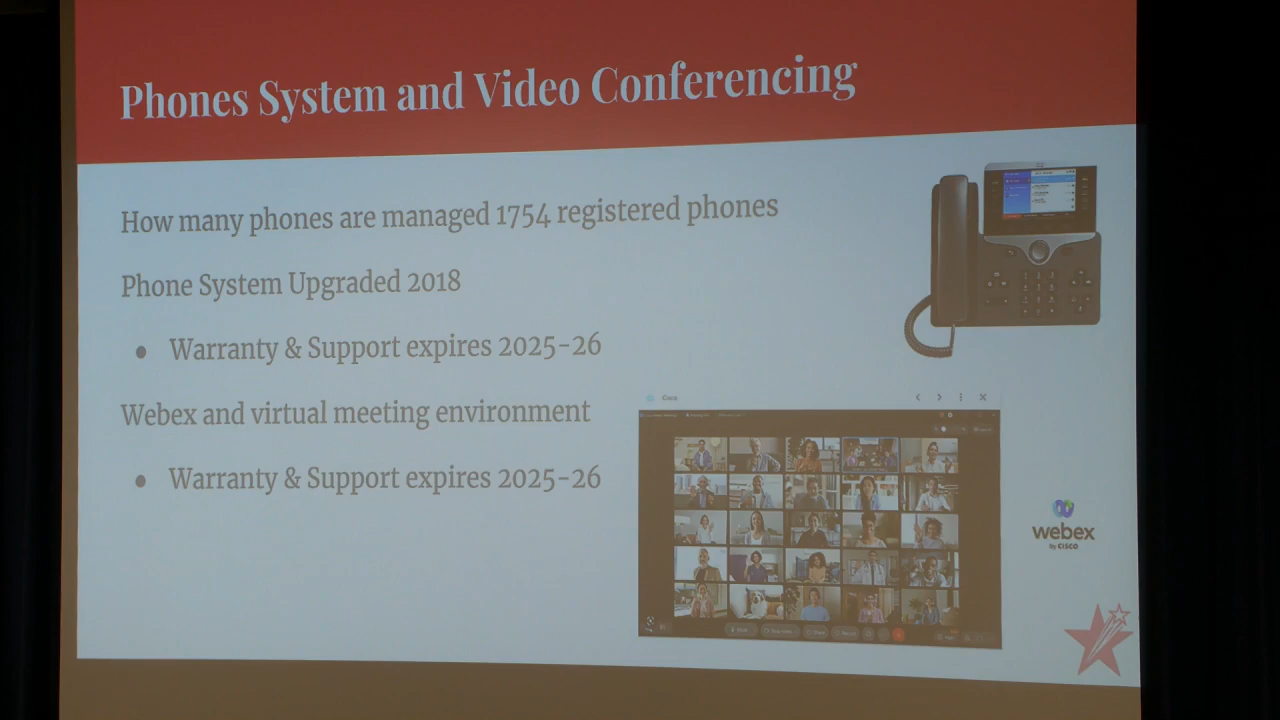 Phones System and Video Conferencing
How many phones are managed 1754 registered phones
Phone System Upgraded 2018
• Warranty & Support expires 2025-26
Webex and virtual meeting environment
• Warranty & Support expires 2025-26
Cisco
webex
by CISCO